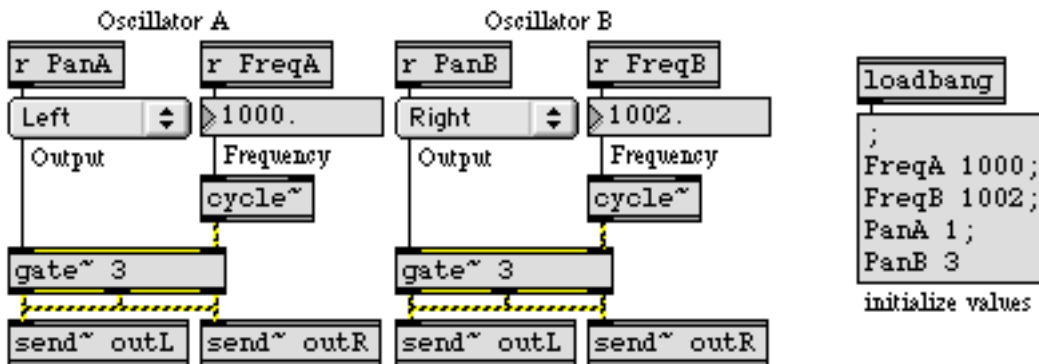 Oscillator A
Oscillator B
r PanA
r FreqA
r PanB
r FreqB
Left
1000.
Right
1002.
Output
Frequency
Output
Frequency
cycle~
cycle~
gate~ 3
gate~ 3
send~ outL
send~ outR
send~ outL
send~ outR
loadbang
;
FreqA 1000;
FreqB 1002;
PanA 1;
PanB 3
initialize values